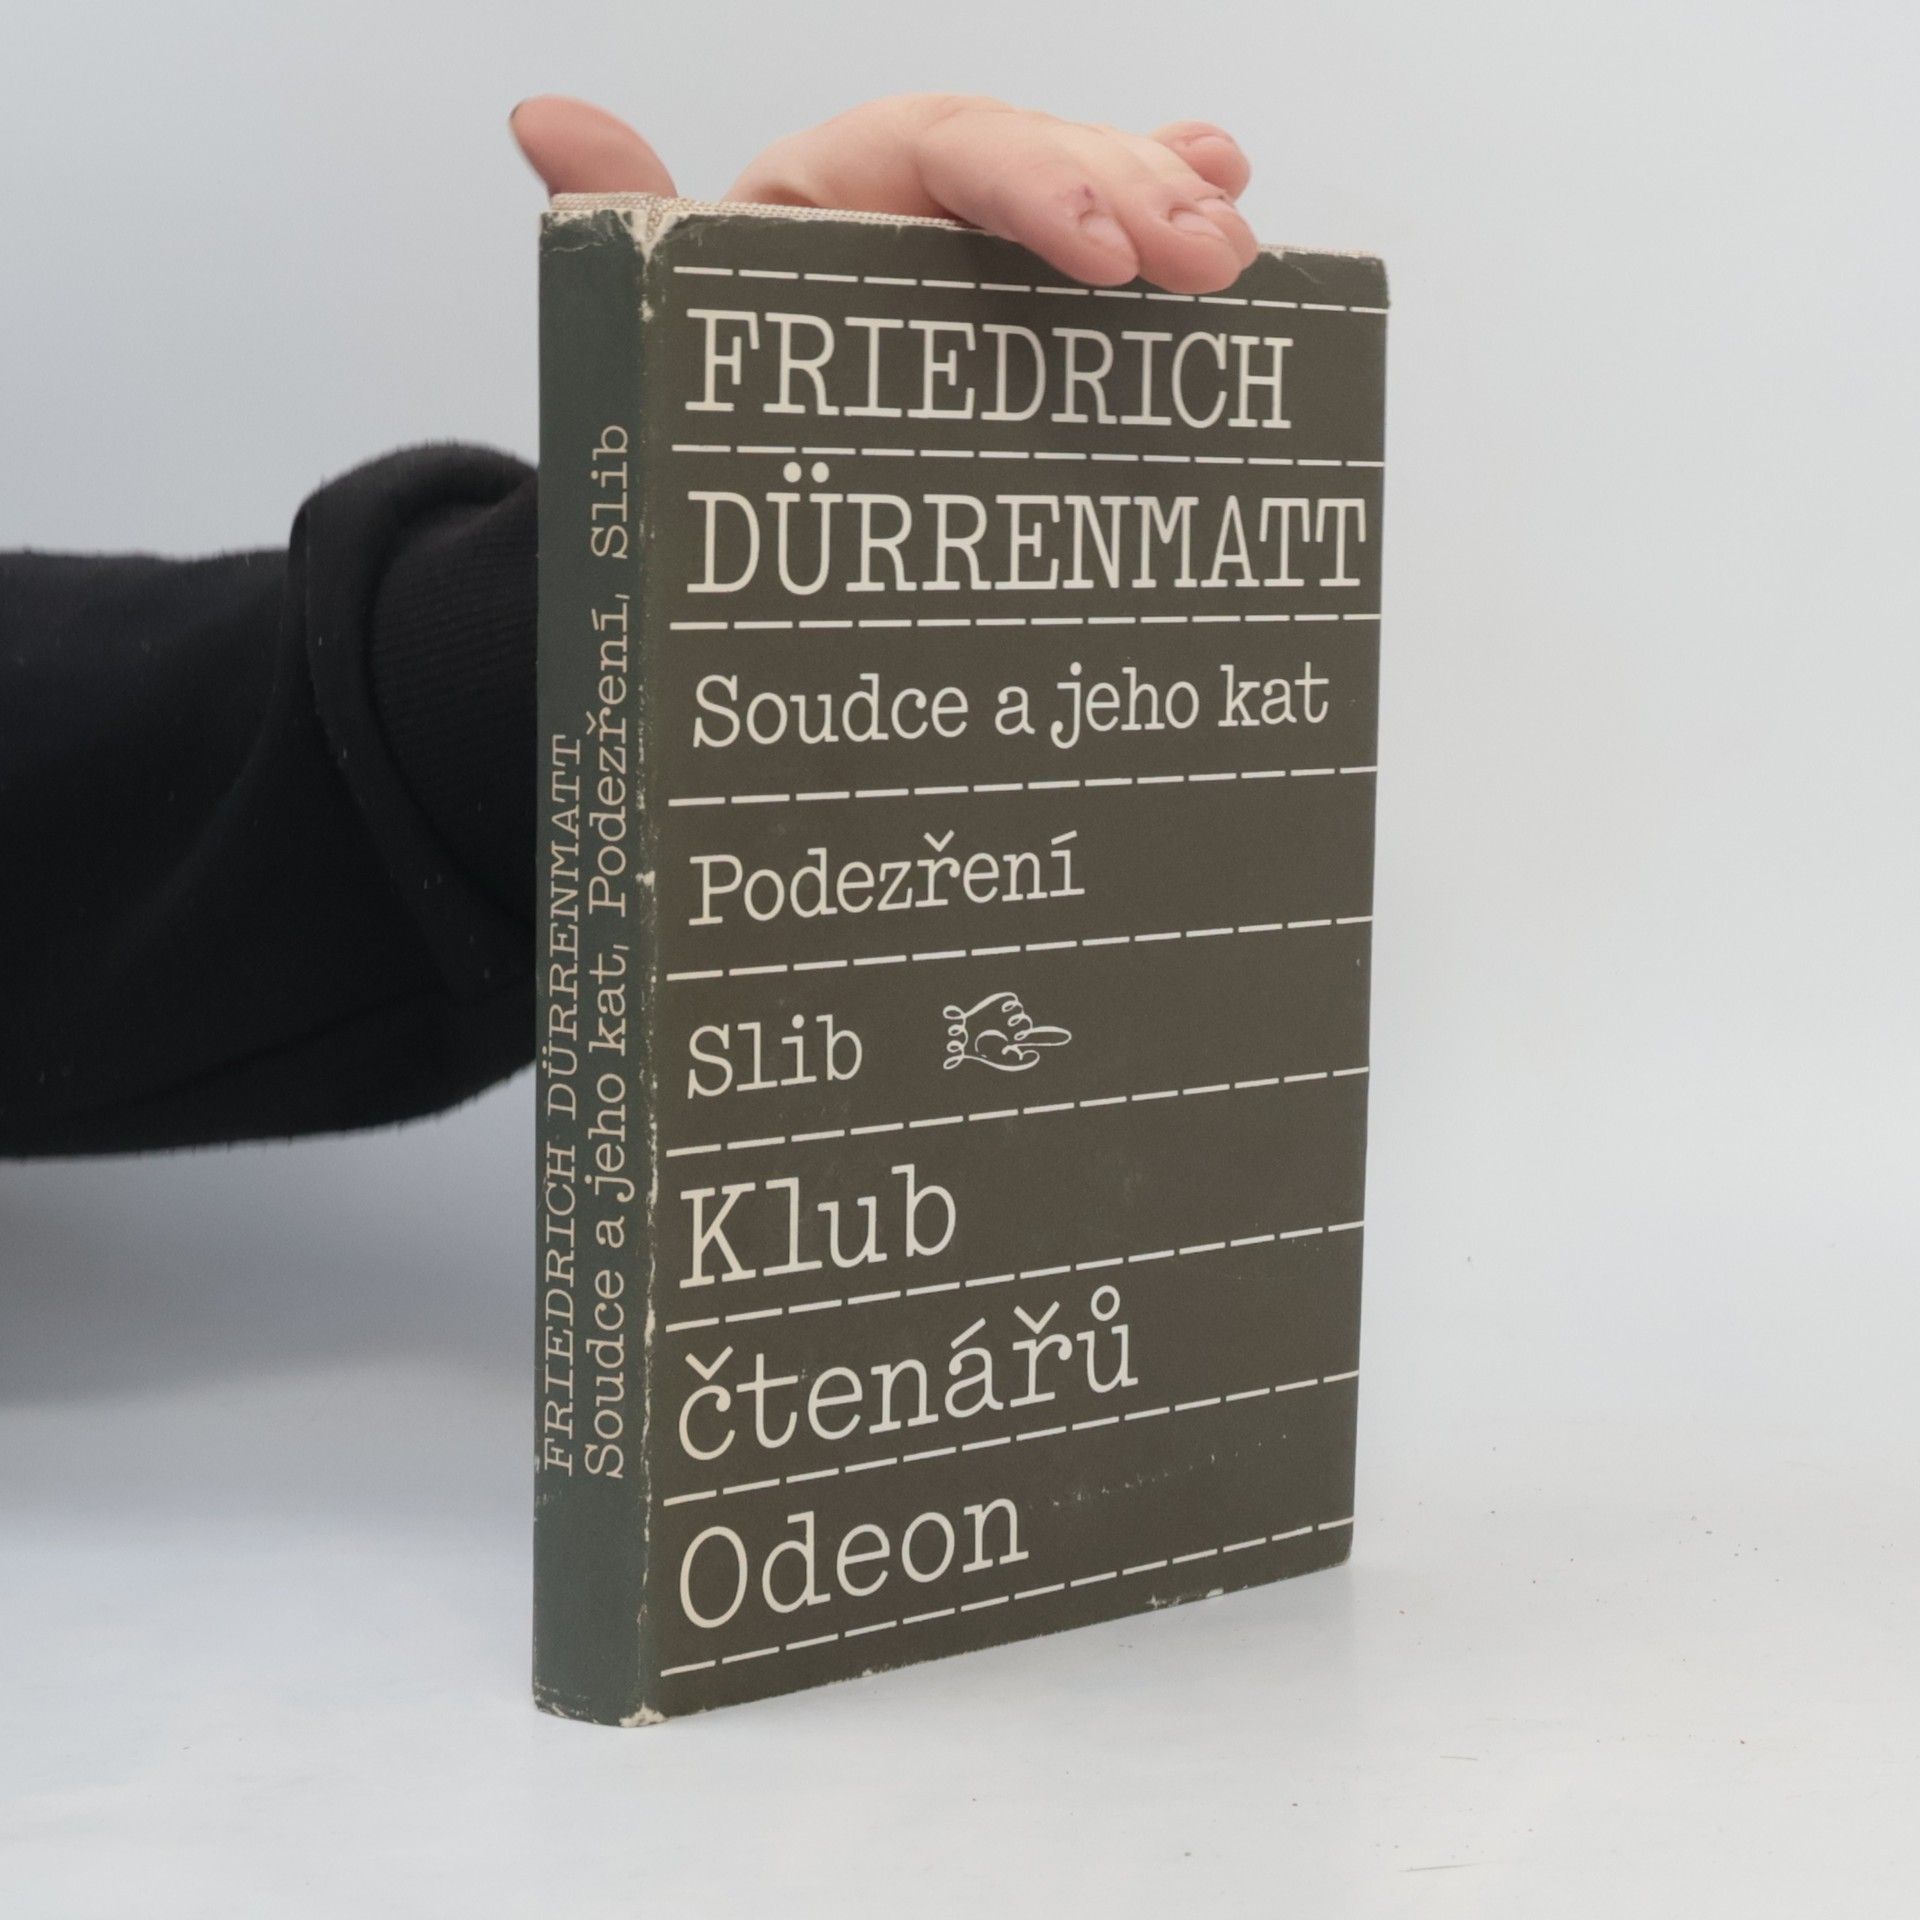 FRIEDRICH DÜRRENMATT
Soudce a jeho kat, Podezření, Slib
FRIEDRICH
DÜRRENMATT
Soudce a jeho kat
Podezření
Slib
Klub
čtenářů
Odeon